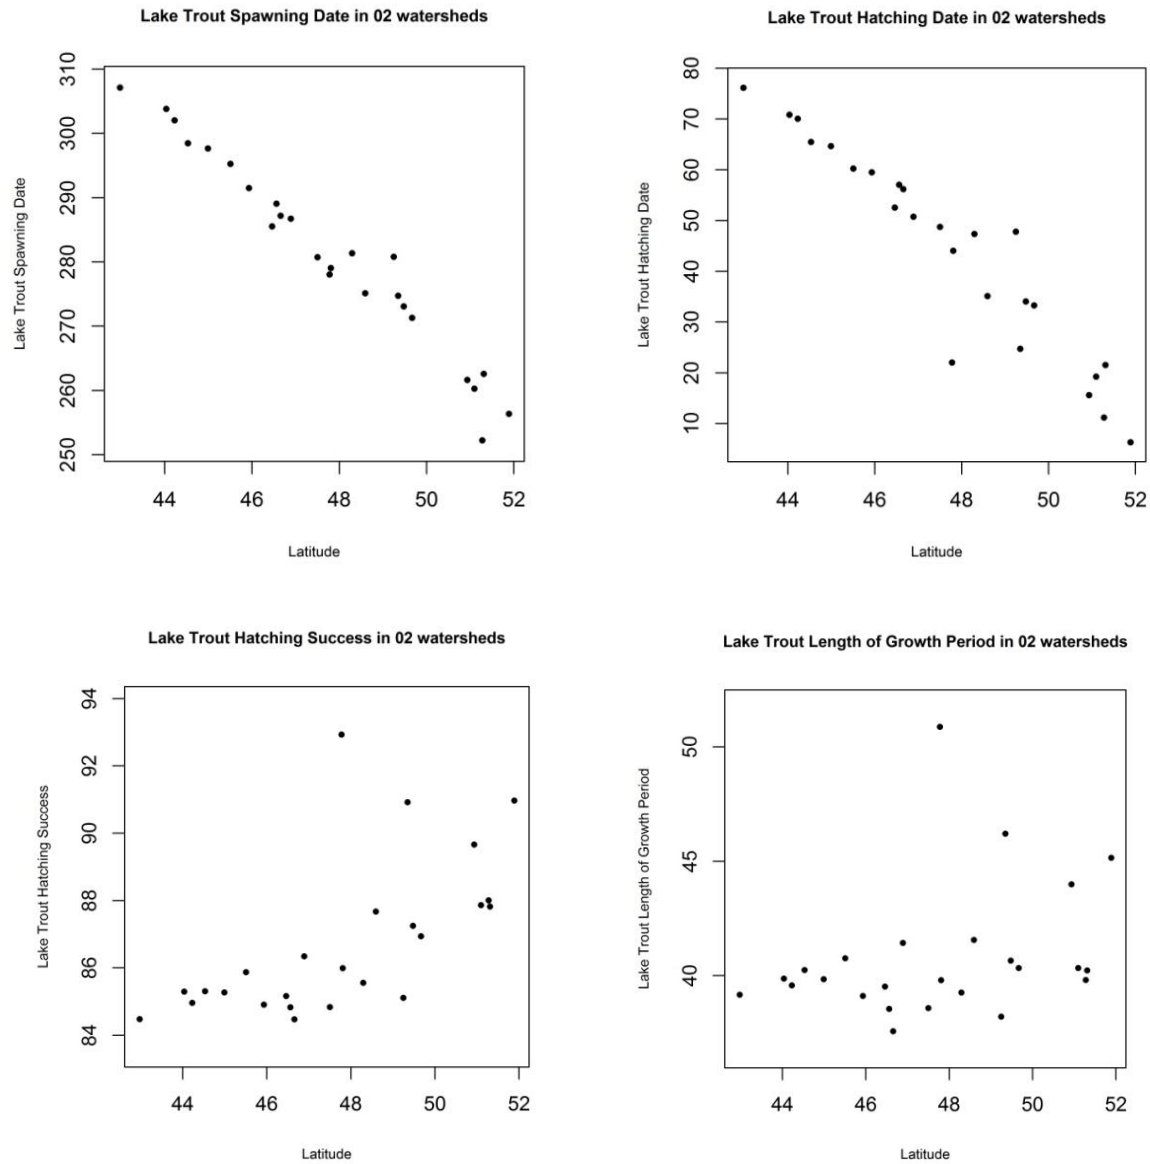 Lake Trout Spawning Date in 02 watersheds
Lake Trout Spawning Date
310
300
290
280
270
260
250
44 46 48 50 52
Latitude
Lake Trout Hatching Date in 02 watersheds
Lake Trout Hatching Date
80
70
60
50
40
30
20
10
44 46 48 50 52
Latitude
Lake Trout Hatching Success in 02 watersheds
Lake Trout Hatching Success
94
92
90
88
86
84
44 46 48 50 52
Latitude
Lake Trout Length of Growth Period in 02 watersheds
Lake Trout Length of Growth Period
50
45
40
44 46 48 50 52
Latitude